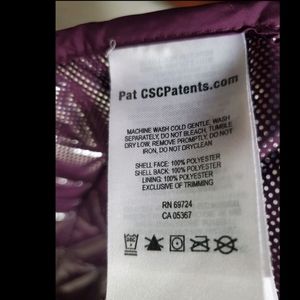 Pat CSCPatents.com
MACHINE WASH COLD GENTLE, WASH
SEPARATELY, DO NOT BLEACH, TUMBLE
DRY LOW, REMOVE PROMPTLY, DO NOT
IRON, DO NOT DRYCLEAN
SHELL FACE: 100% POLYESTER
SHELL BACK: 100% POLYESTER
LINING: 100% POLYESTER
EXCLUSIVE OF TRIMMING
RN 69724
CA 05367